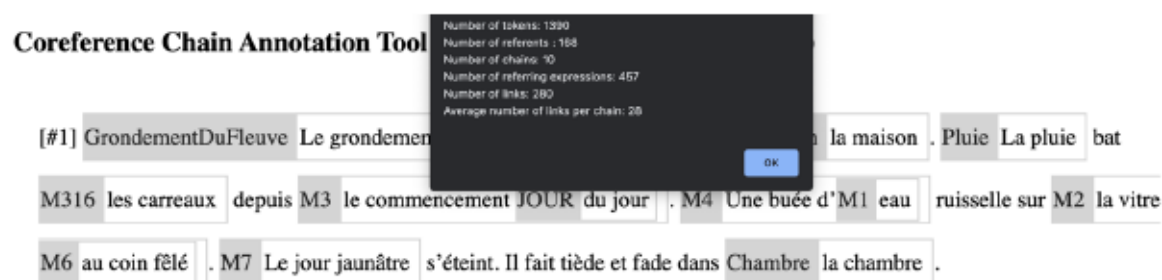 Number of tokens: 1390
Coreference Chain Annotation Tool
Number of referents : 168
Number of chains: 10
Number of referring expressions: 457
Number of links: 280
Average number of links per chain: 28
OK
[#1] GrondementDuFleuve Le grondemen la maison . Pluie La pluie bat
M316 les carreaux depuis M3 le commencement JOUR du jour . M4 Une buée d’M1 eau ruisselle sur M2 la vitre
M6 au coin fêlé . M7 Le jour jaunâtre s’éteint. Il fait tiède et fade dans Chambre la chambre .